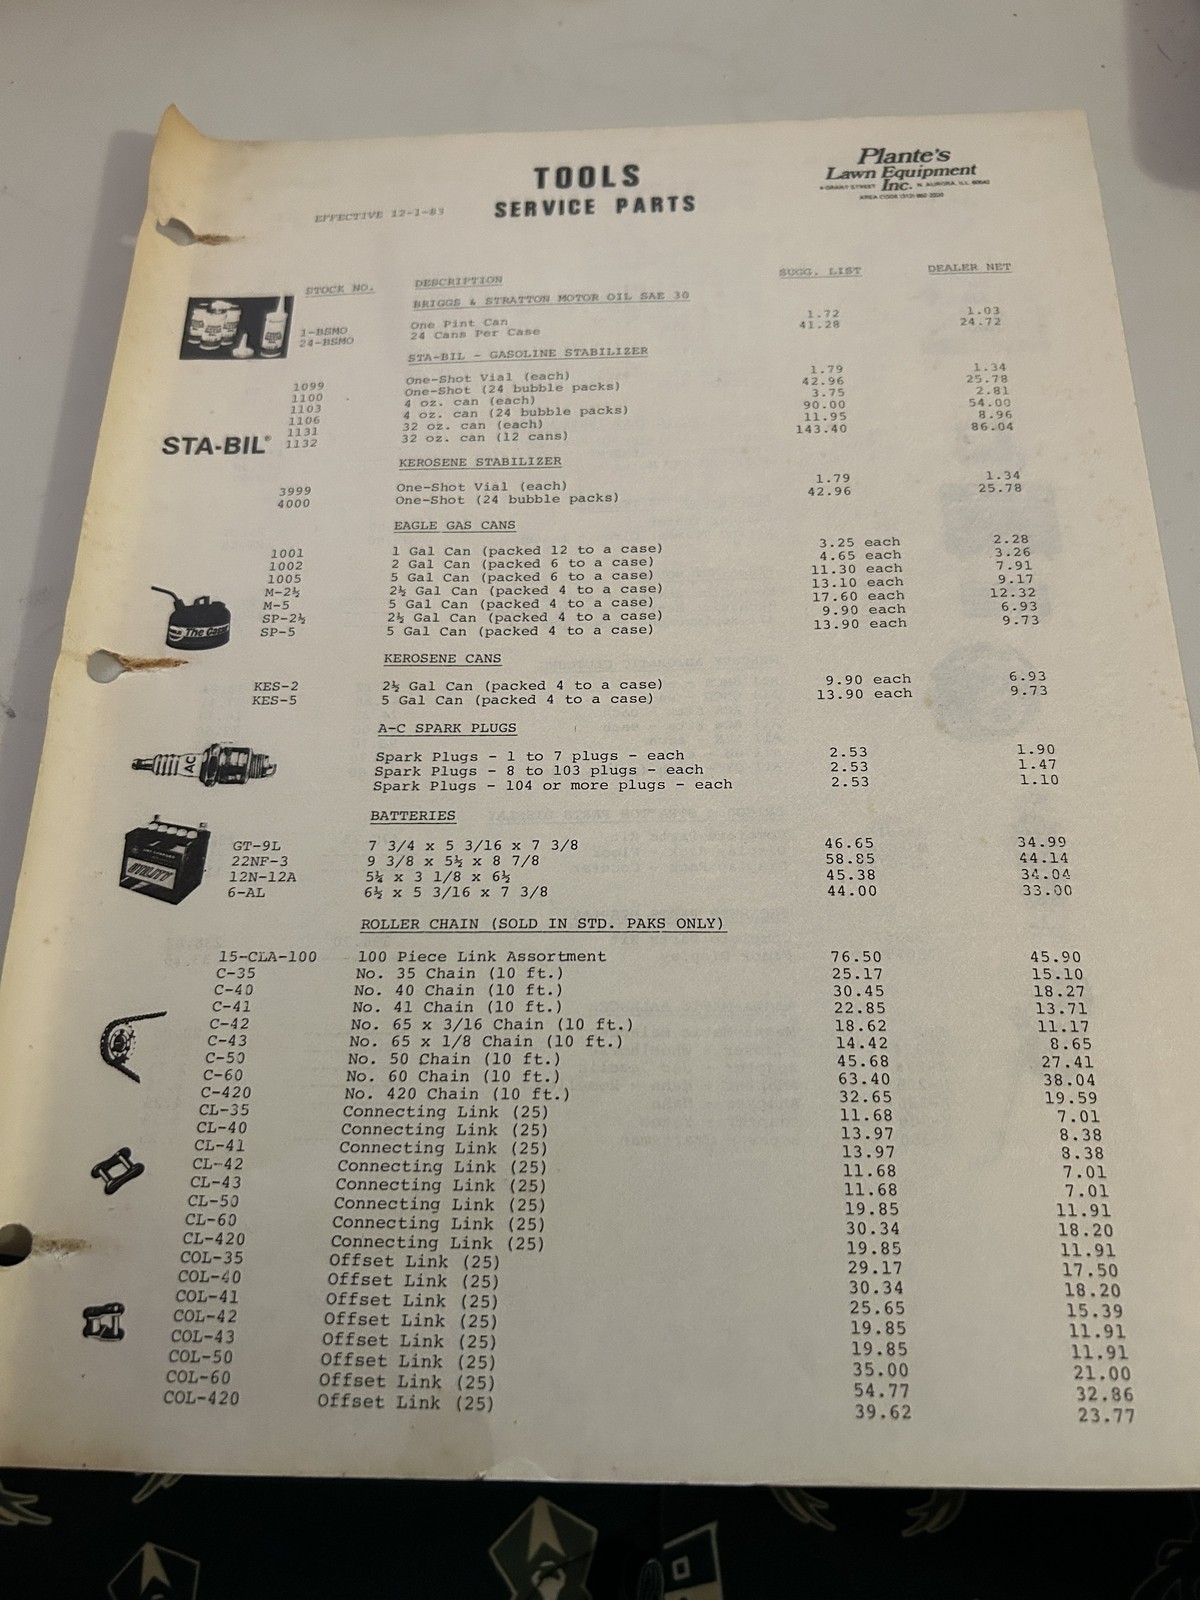 Plante's
Lawn Equipment
Inc. N. AURORA, ILL 60542
4 GRANT STREET
AREA CODE (312) 892-2220
TOOLS
SERVICE PARTS
EFFECTIVE 12-1-83
STOCK NO. DESCRIPTION SUGG. LIST DEALER NET
BRIGGS & STRATTON MOTOR OIL SAE 30
1-BSMO One Pint Can 1.72 1.03
24-BSMO 24 Cans Per Case 41.28 24.72
STA-BIL - GASOLINE STABILIZER
1099 One-Shot Vial (each) 1.79 1.34
1100 One-Shot (24 bubble packs) 42.96 25.78
1103 4 oz. can (each) 3.75 2.81
1106 4 oz. can (24 bubble packs) 90.00 54.00
1131 32 oz. can (each) 11.95 8.96
1132 32 oz. can (12 cans) 143.40 86.04
STA-BIL®
KEROSENE STABILIZER
3999 One-Shot Vial (each) 1.79 1.34
4000 One-Shot (24 bubble packs) 42.96 25.78
EAGLE GAS CANS
1001 1 Gal Can (packed 12 to a case) 3.25 each 2.28
1002 2 Gal Can (packed 6 to a case) 4.65 each 3.26
1005 5 Gal Can (packed 6 to a case) 11.30 each 7.91
M-2½ 2½ Gal Can (packed 4 to a case) 13.10 each 9.17
M-5 5 Gal Can (packed 4 to a case) 17.60 each 12.32
SP-2½ 2½ Gal Can (packed 4 to a case) 9.90 each 6.93
SP-5 5 Gal Can (packed 4 to a case) 13.90 each 9.73
The Gasser
KEROSENE CANS
KES-2 2½ Gal Can (packed 4 to a case) 9.90 each 6.93
KES-5 5 Gal Can (packed 4 to a case) 13.90 each 9.73
A-C SPARK PLUGS
AC
Spark Plugs - 1 to 7 plugs - each 2.53 1.90
Spark Plugs - 8 to 103 plugs - each 2.53 1.47
Spark Plugs - 104 or more plugs - each 2.53 1.10
BATTERIES
GT-9L 7 3/4 x 5 3/16 x 7 3/8 46.65 34.99
22NF-3 9 3/8 x 5½ x 8 7/8 58.85 44.14
12N-12A 5¼ x 3 1/8 x 6½ 45.38 34.04
6-AL 6½ x 5 3/16 x 7 3/8 44.00 33.00
ROLLER CHAIN (SOLD IN STD. PAKS ONLY)
15-CLA-100 100 Piece Link Assortment 76.50 45.90
C-35 No. 35 Chain (10 ft.) 25.17 15.10
C-40 No. 40 Chain (10 ft.) 30.45 18.27
C-41 No. 41 Chain (10 ft.) 22.85 13.71
C-42 No. 65 x 3/16 Chain (10 ft.) 18.62 11.17
C-43 No. 65 x 1/8 Chain (10 ft.) 14.42 8.65
C-50 No. 50 Chain (10 ft.) 45.68 27.41
C-60 No. 60 Chain (10 ft.) 63.40 38.04
C-420 No. 420 Chain (10 ft.) 32.65 19.59
CL-35 Connecting Link (25) 11.68 7.01
CL-40 Connecting Link (25) 13.97 8.38
CL-41 Connecting Link (25) 13.97 8.38
CL-42 Connecting Link (25) 11.68 7.01
CL-43 Connecting Link (25) 11.68 7.01
CL-50 Connecting Link (25) 19.85 11.91
CL-60 Connecting Link (25) 30.34 18.20
CL-420 Connecting Link (25) 19.85 11.91
COL-35 Offset Link (25) 29.17 17.50
COL-40 Offset Link (25) 30.34 18.20
COL-41 Offset Link (25) 25.65 15.39
COL-42 Offset Link (25) 19.85 11.91
COL-43 Offset Link (25) 19.85 11.91
COL-50 Offset Link (25) 35.00 21.00
COL-60 Offset Link (25) 54.77 32.86
COL-420 Offset Link (25) 39.62 23.77